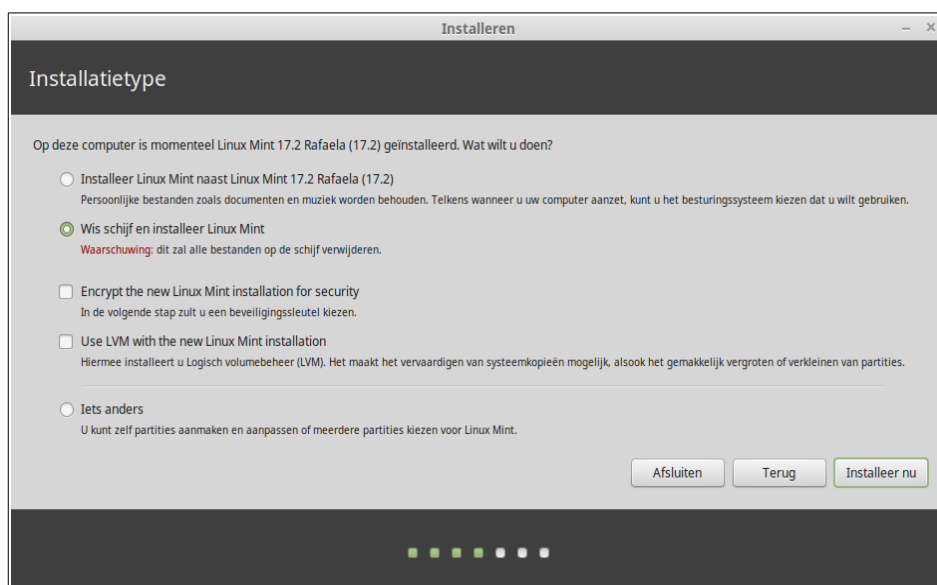 Installeren
Installatietype
Op deze computer is momenteel Linux Mint 17.2 Rafaela (17.2) geïnstalleerd. Wat wilt u doen?
Installeer Linux Mint naast Linux Mint 17.2 Rafaela (17.2)
Persoonlijke bestanden zoals documenten en muziek worden behouden. Telkens wanneer u uw computer aanzet, kunt u het besturingssysteem kiezen dat u wilt gebruiken.
Wis schijf en installeer Linux Mint
Waarschuwing: dit zal alle bestanden op de schijf verwijderen.
Encrypt the new Linux Mint installation for security
In de volgende stap zult u een beveiligingssleutel kiezen.
Use LVM with the new Linux Mint installation
Hiermee installeert u Logisch volumebeheer (LVM). Het maakt het vervaardigen van systeemkopieën mogelijk, alsook het gemakkelijk vergroten of verkleinen van partities.
Iets anders
U kunt zelf partities aanmaken en aanpassen of meerdere partities kiezen voor Linux Mint.
Afsluiten Terug Installeer nu